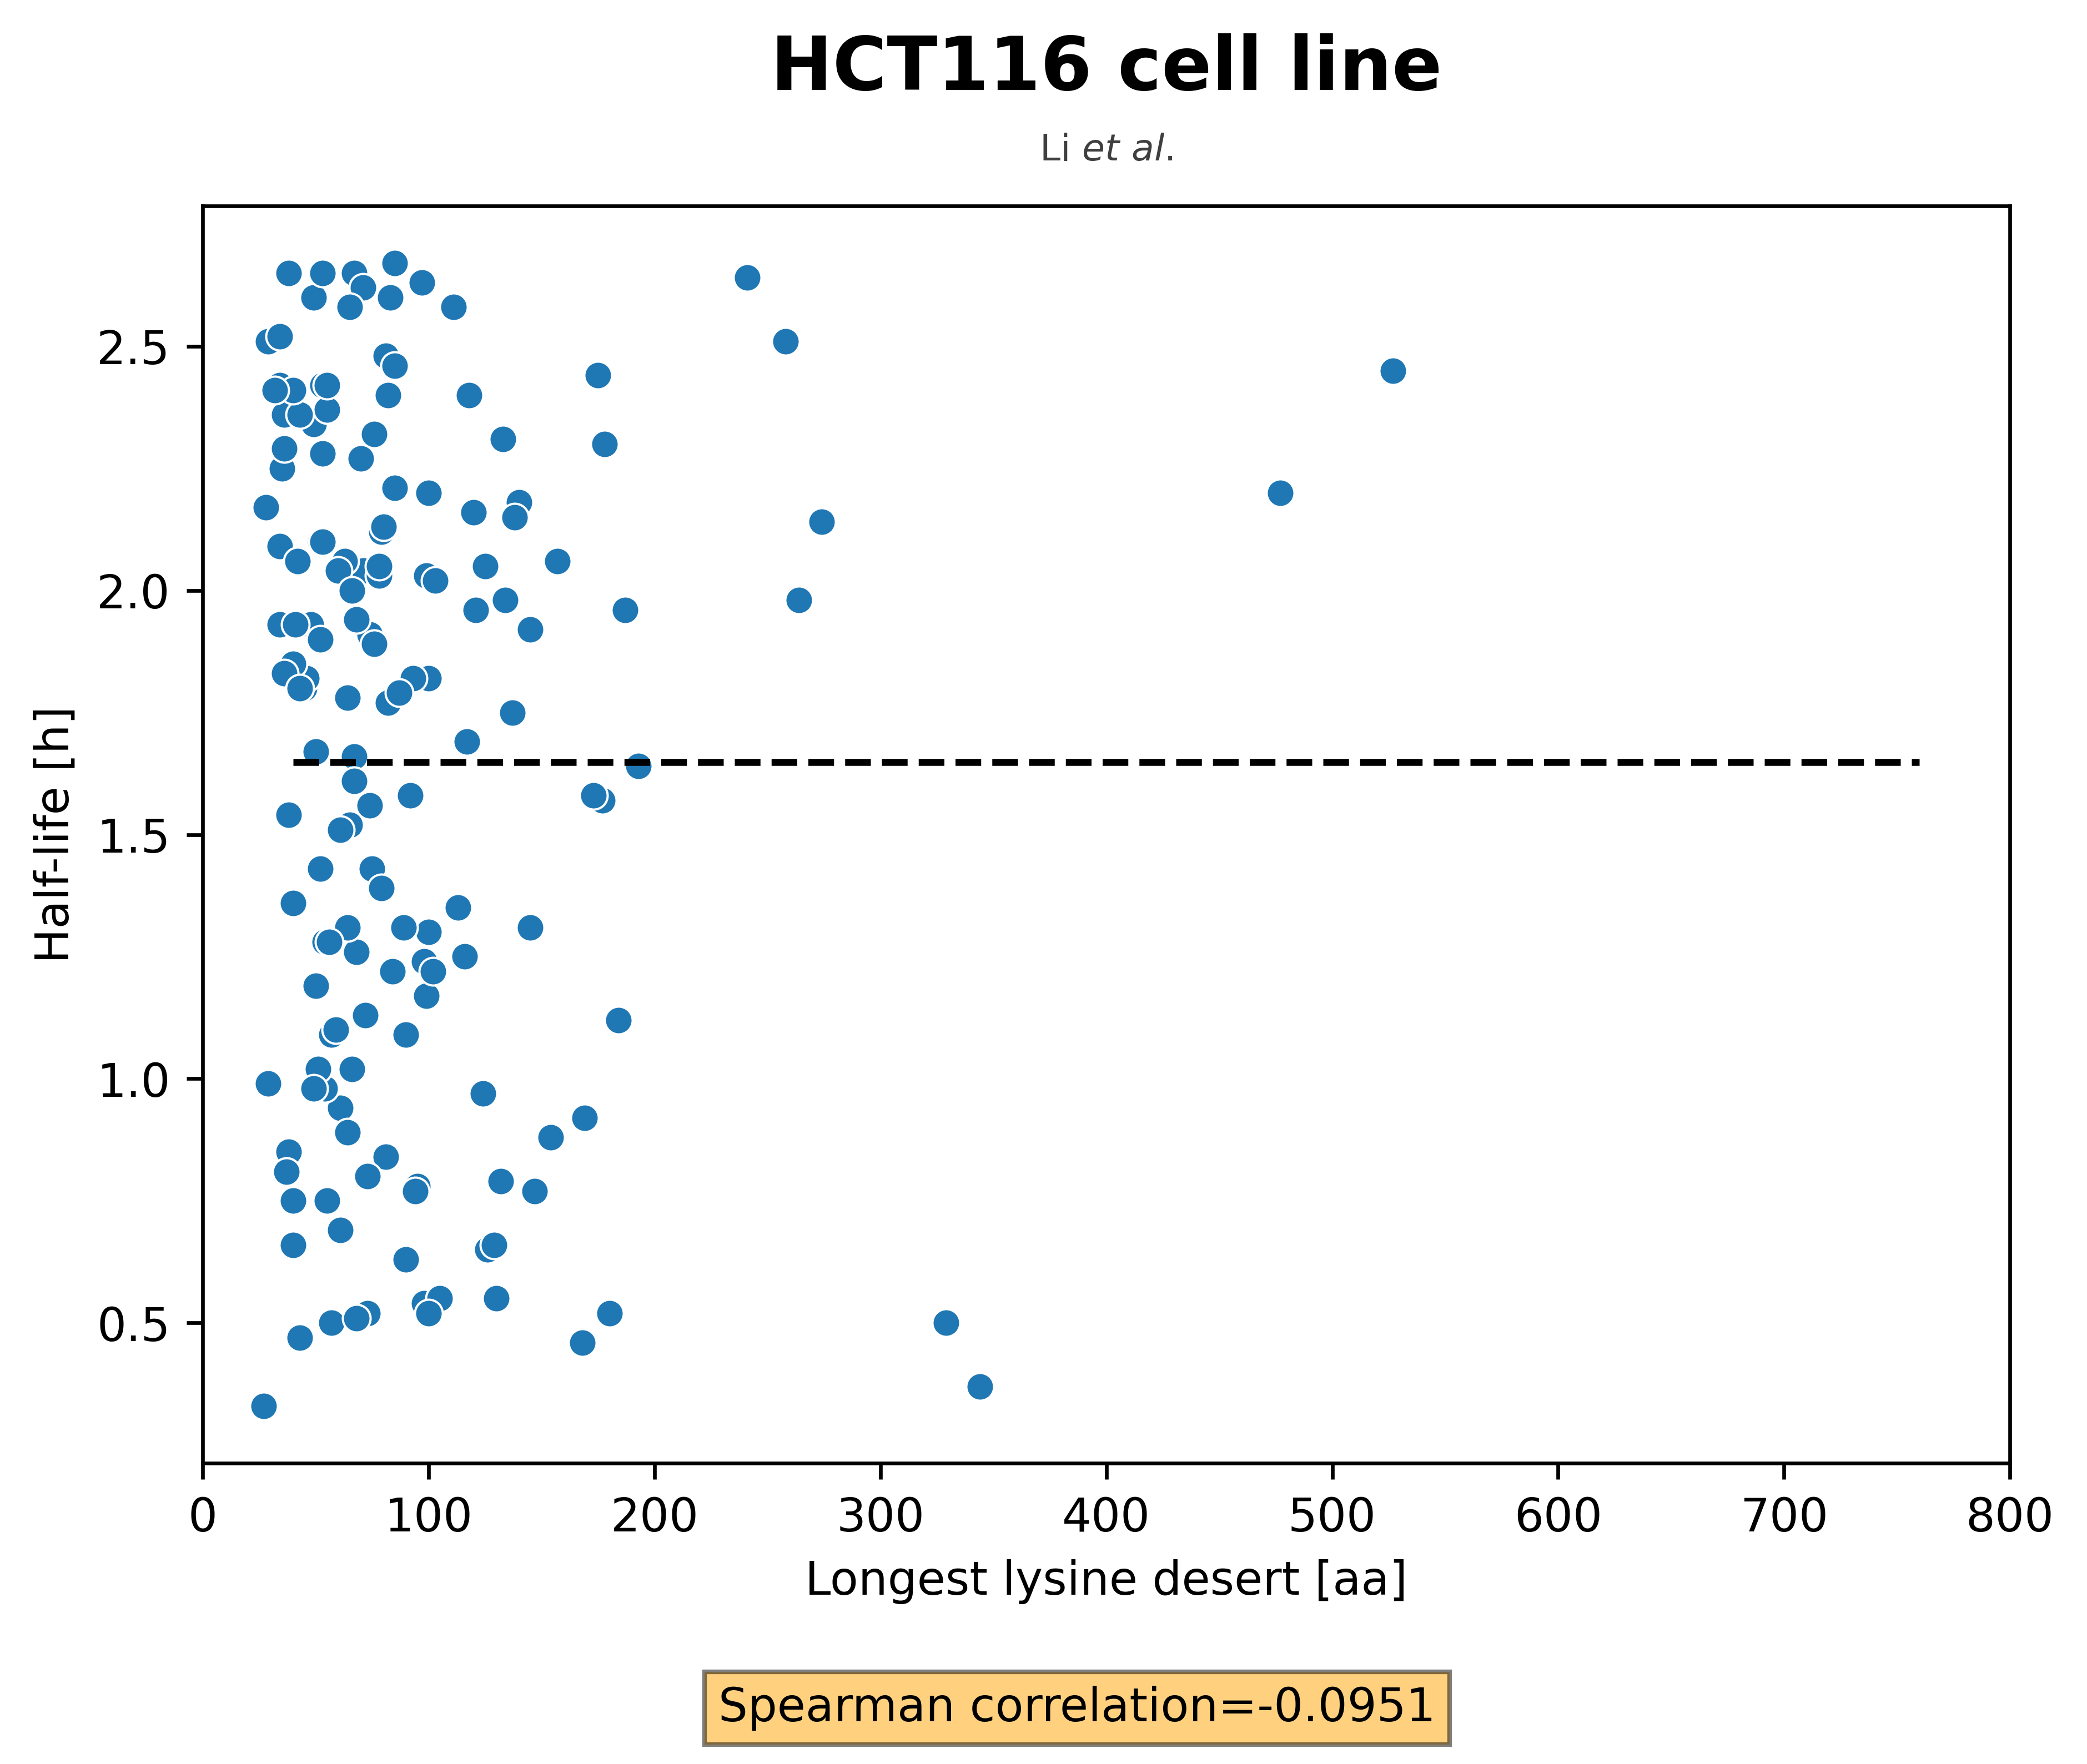 HCT116 cell line
Li et al.
Half-life [h]
2.5
2.0
1.5
1.0
0.5
0 100 200 300 400 500 600 700 800
Longest lysine desert [aa]
Spearman correlation=-0.0951